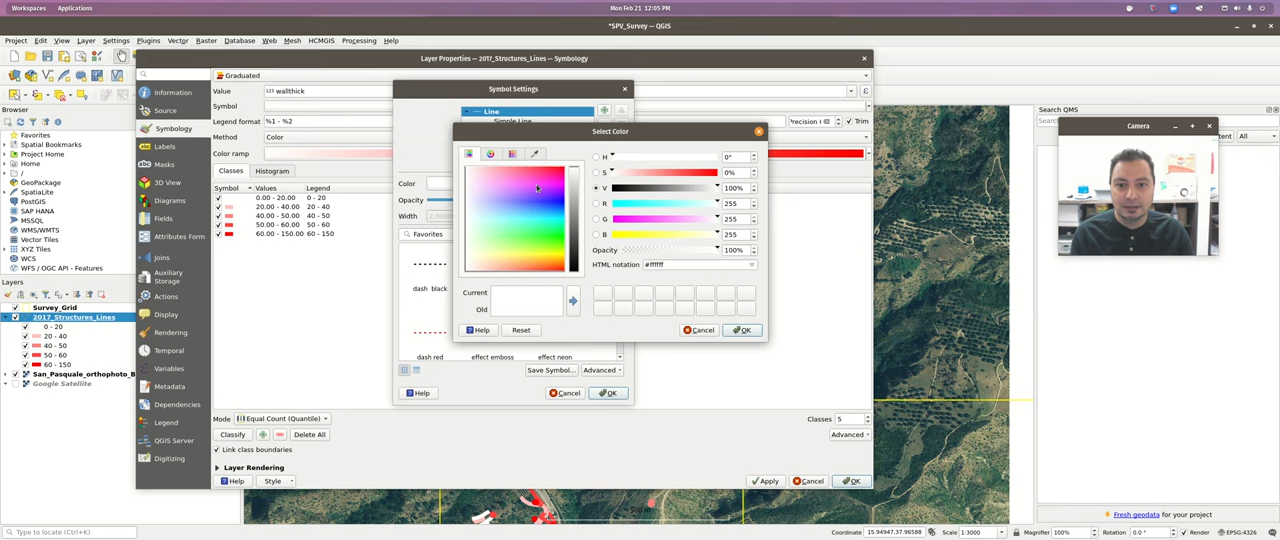 Workspaces Applications Mon Feb 21 12:05 PM
*SPV_Survey — QGIS
Project Edit View Layer Settings Plugins Vector Raster Database Web Mesh HCMGIS Processing Help
Layer Properties — 2017_Structures_Lines — Symbology
Browser
Favorites
Spatial Bookmarks
Project Home
Home
/
GeoPackage
SpatiaLite
PostGIS
SAP HANA
MSSQL
WMS/WMTS
Vector Tiles
XYZ Tiles
WCS
WFS / OGC API - Features
Layers
Survey_Grid
2017_Structures_Lines
0 - 20
20 - 40
40 - 50
50 - 60
60 - 150
San_Pasquale_orthophoto_B
Google Satellite
Information
Source
Symbology
Labels
Masks
3D View
Diagrams
Fields
Attributes Form
Joins
Auxiliary
Storage
Actions
Display
Rendering
Temporal
Variables
Metadata
Dependencies
Legend
QGIS Server
Digitizing
Graduated
Value 123 wallthick
Symbol
Legend format %1 - %2
Trim
Method Color
Color ramp
Classes Histogram
Symbol Values Legend
0.00 - 20.00 0 - 20
20.00 - 40.00 20 - 40
40.00 - 50.00 40 - 50
50.00 - 60.00 50 - 60
60.00 - 150.00 60 - 150
Mode Equal Count (Quantile) Classes 5
Classify Delete All Advanced
Link class boundaries
Layer Rendering
Help Style Apply Cancel OK
Symbol Settings
Line
Simple Line
Color
Opacity
Width
Favorites
dash black
dash red effect emboss effect neon
Save Symbol... Advanced
Help Cancel OK
Select Color
H 0°
S 0%
V 100%
R 255
G 255
B 255
Opacity 100%
HTML notation #ffffff
Current
Old
Help Reset Cancel OK
Search QMS
All
Camera
Fresh geodata for your project
Type to locate (Ctrl+K) Coordinate 15.94947,37.96588 Scale 1:3000 Magnifier 100% Rotation 0.0 ° Render EPSG:4326